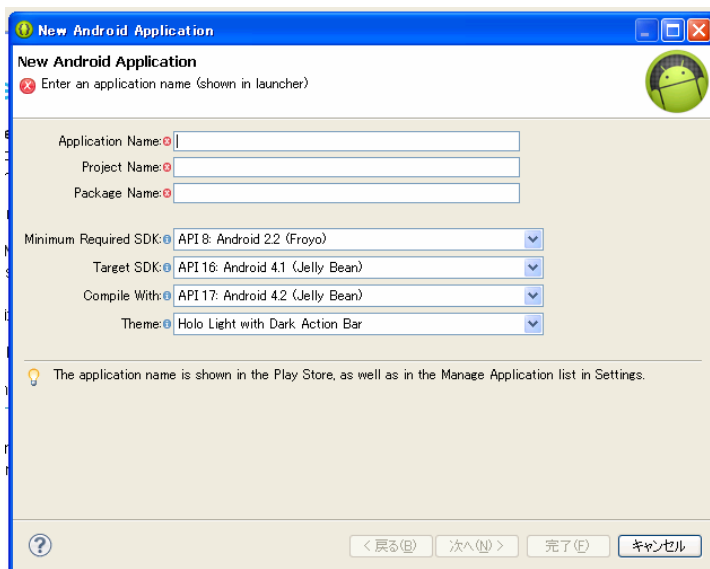 New Android Application
New Android Application
Enter an application name (shown in launcher)
Application Name:
Project Name:
Package Name:
Minimum Required SDK: API 8: Android 2.2 (Froyo)
Target SDK: API 16: Android 4.1 (Jelly Bean)
Compile With: API 17: Android 4.2 (Jelly Bean)
Theme: Holo Light with Dark Action Bar
The application name is shown in the Play Store, as well as in the Manage Application list in Settings.
< 戻る(B) 次へ(N) > 完了(F) キャンセル